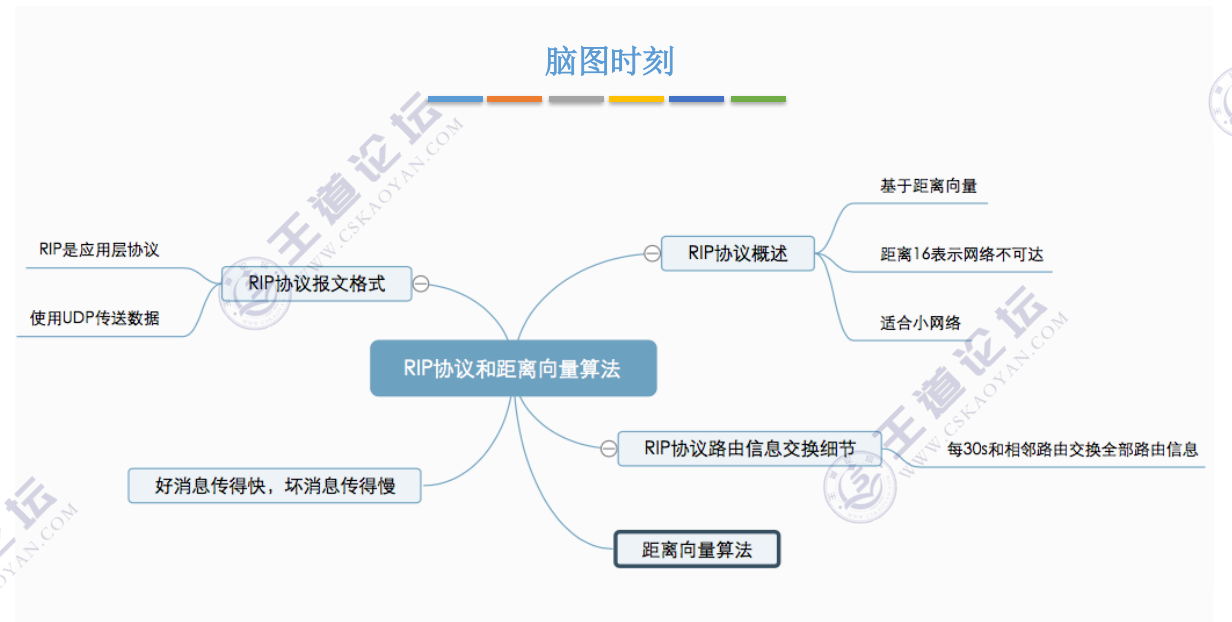 脑图时刻
基于距离向量
RIP协议概述
距离16表示网络不可达
适合小网络
RIP是应用层协议
RIP协议报文格式
使用UDP传送数据
RIP协议和距离向量算法
RIP协议路由信息交换细节
每30s和相邻路由交换全部路由信息
好消息传得快，坏消息传得慢
距离向量算法
王道论坛
WWW.CSKAOYAN.COM
王道论坛
WWW.CSKAOYAN.COM